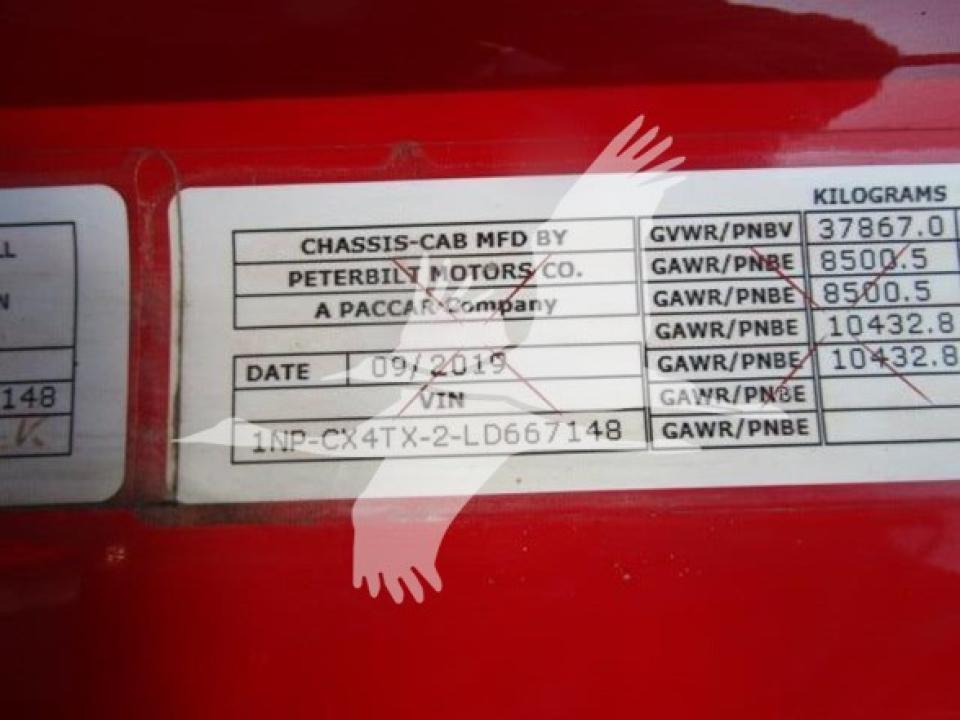 LL
N
148
KILOGRAMS
CHASSIS-CAB MFD BY
PETERBILT MOTORS CO.
A PACCAR Company
DATE 09/2019
VIN
1NP-CX4TX-2-LD667148
GVWR/PNBV 37867.0
GAWR/PNBE 8500.5
GAWR/PNBE 8500.5
GAWR/PNBE 10432.8
GAWR/PNBE 10432.8
GAWR/PNBE
GAWR/PNBE